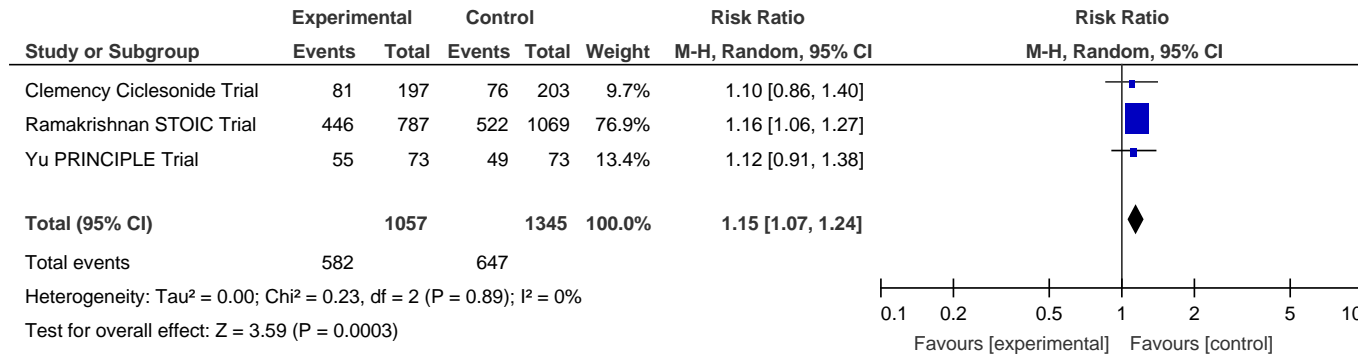 Experimental Control Risk Ratio Risk Ratio
Study or Subgroup Events Total Events Total Weight M-H, Random, 95% CI M-H, Random, 95% CI
Clemency Ciclesonide Trial 81 197 76 203 9.7% 1.10 [0.86, 1.40]
Ramakrishnan STOIC Trial 446 787 522 1069 76.9% 1.16 [1.06, 1.27]
Yu PRINCIPLE Trial 55 73 49 73 13.4% 1.12 [0.91, 1.38]
Total (95% CI) 1057 1345 100.0% 1.15 [1.07, 1.24]
Total events 582 647
Heterogeneity: Tau² = 0.00; Chi² = 0.23, df = 2 (P = 0.89); I² = 0%
Test for overall effect: Z = 3.59 (P = 0.0003)
0.1 0.2 0.5 1 2 5 10
Favours [experimental] Favours [control]